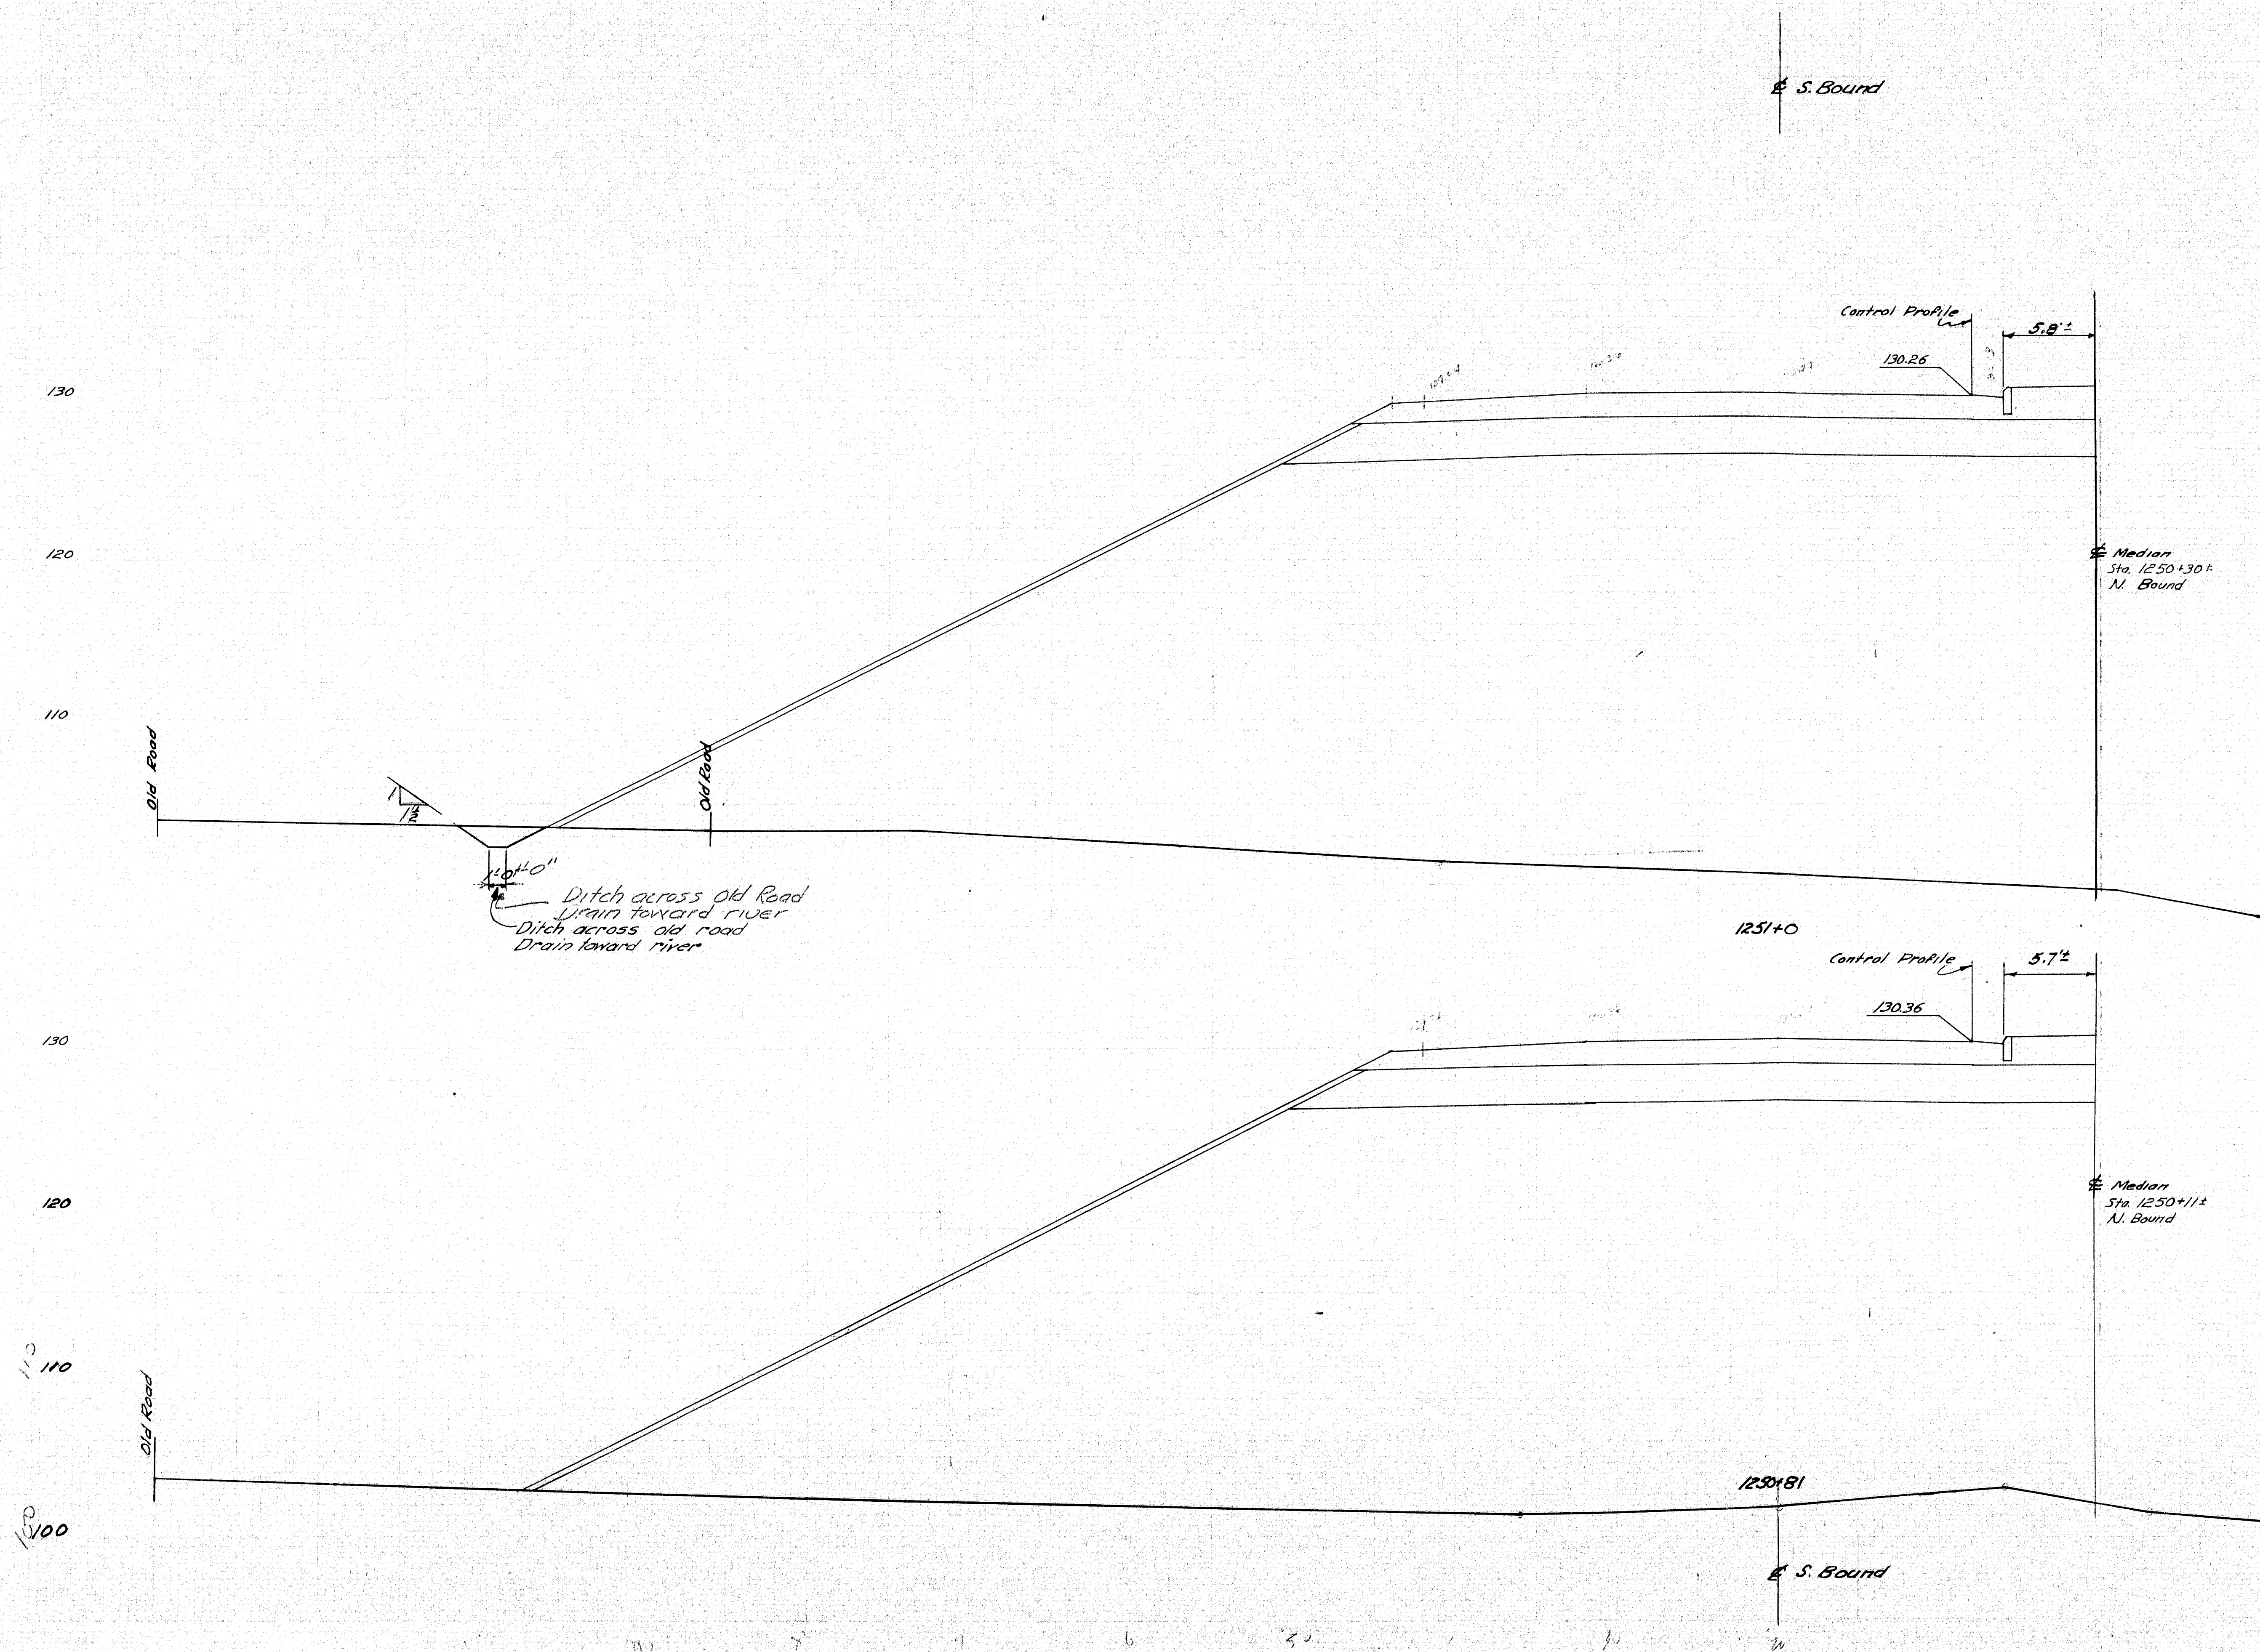 ℄ S. Bound
Control Profile
5.8'±
130.26
130
120
℄ Median
Sta. 1250+30±
N. Bound
110
Old Road
Old Road
1
1½
1'-0"
Ditch across Old Road
Drain toward river
Ditch across old road
Drain toward river
1251+0
Control Profile
5.7'±
130.36
130
120
℄ Median
Sta. 1250+11±
N. Bound
110
110
Old Road
1250+81
100
100
℄ S. Bound